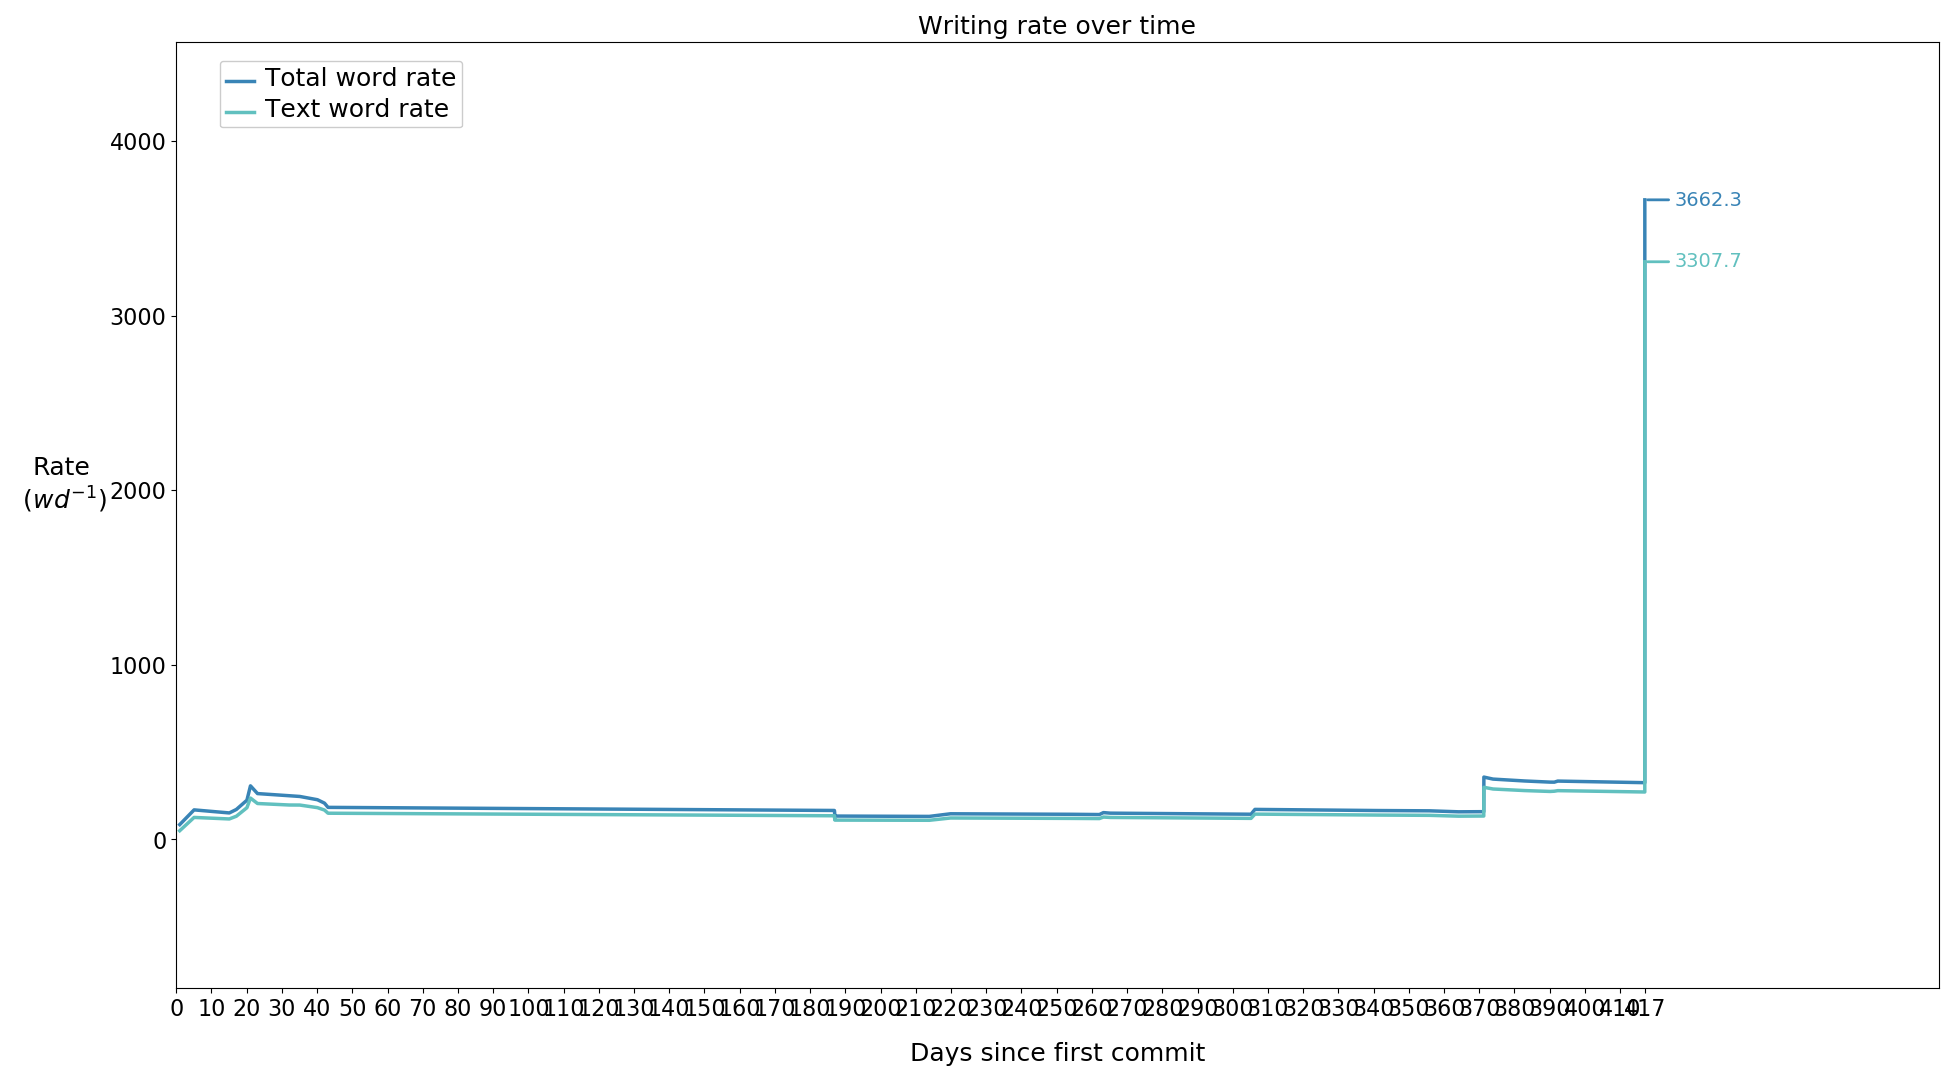 Writing rate over time
Total word rate
Text word rate
4000
3000
2000
1000
0
Rate
(wd⁻¹)
3662.3
3307.7
0 10 20 30 40 50 60 70 80 90 100 110 120 130 140 150 160 170 180 190 200 210 220 230 240 250 260 270 280 290 300 310 320 330 340 350 360 370 380 390 400 410 417
Days since first commit